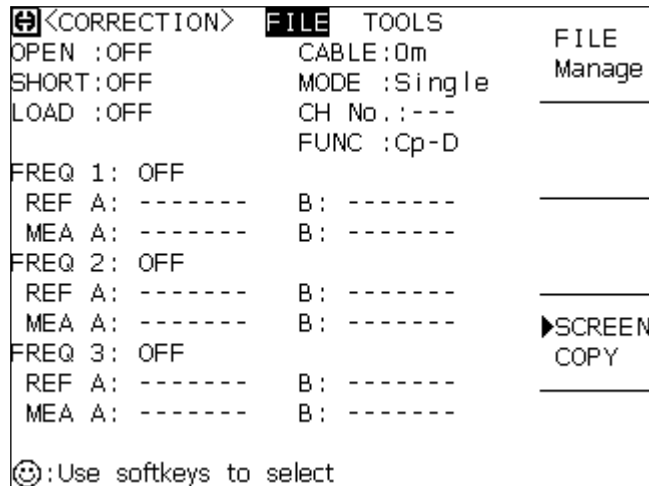 <CORRECTION> FILE TOOLS
OPEN :OFF CABLE:0m
SHORT:OFF MODE :Single
LOAD :OFF CH No.:---
FUNC :Cp-D
FREQ 1: OFF
REF A: ------- B: -------
MEA A: ------- B: -------
FREQ 2: OFF
REF A: ------- B: -------
MEA A: ------- B: -------
FREQ 3: OFF
REF A: ------- B: -------
MEA A: ------- B: -------
:Use softkeys to select
FILE
Manage
SCREEN
COPY